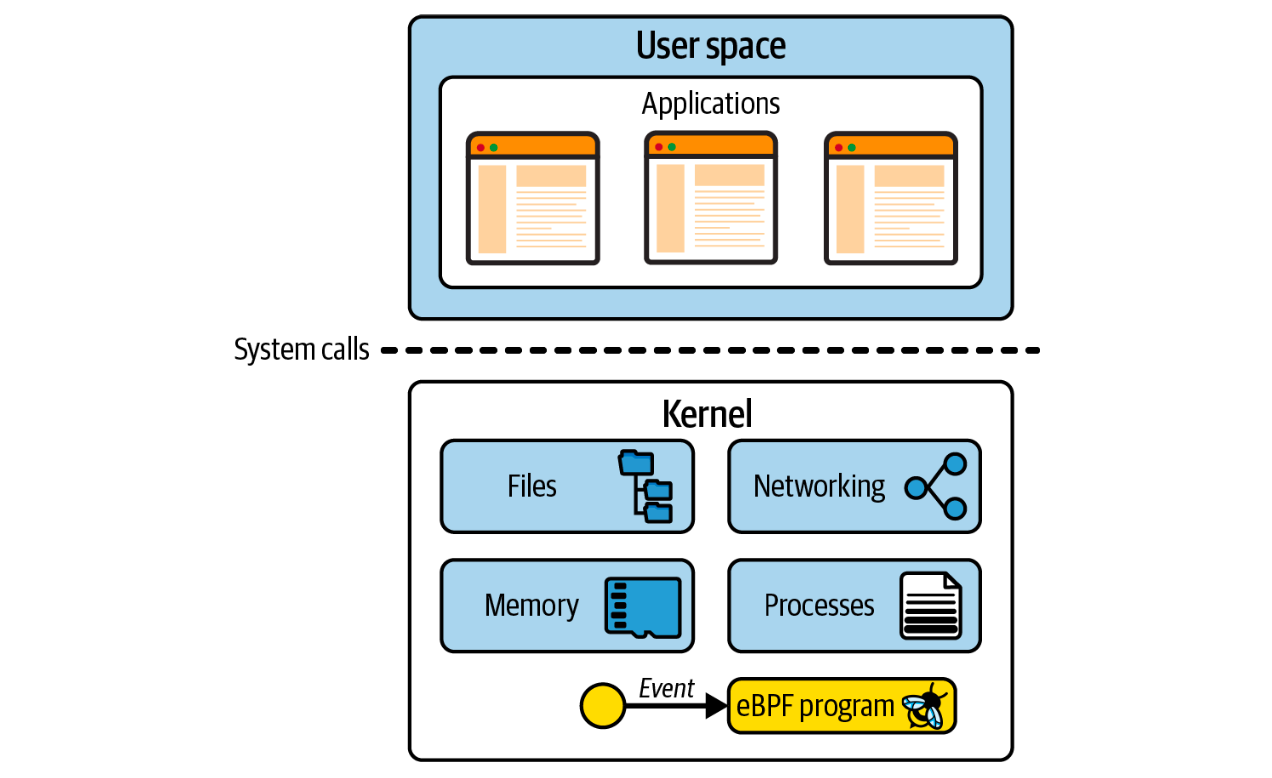 User space
Applications
System calls
Kernel
Files
Networking
Memory
Processes
Event
eBPF program